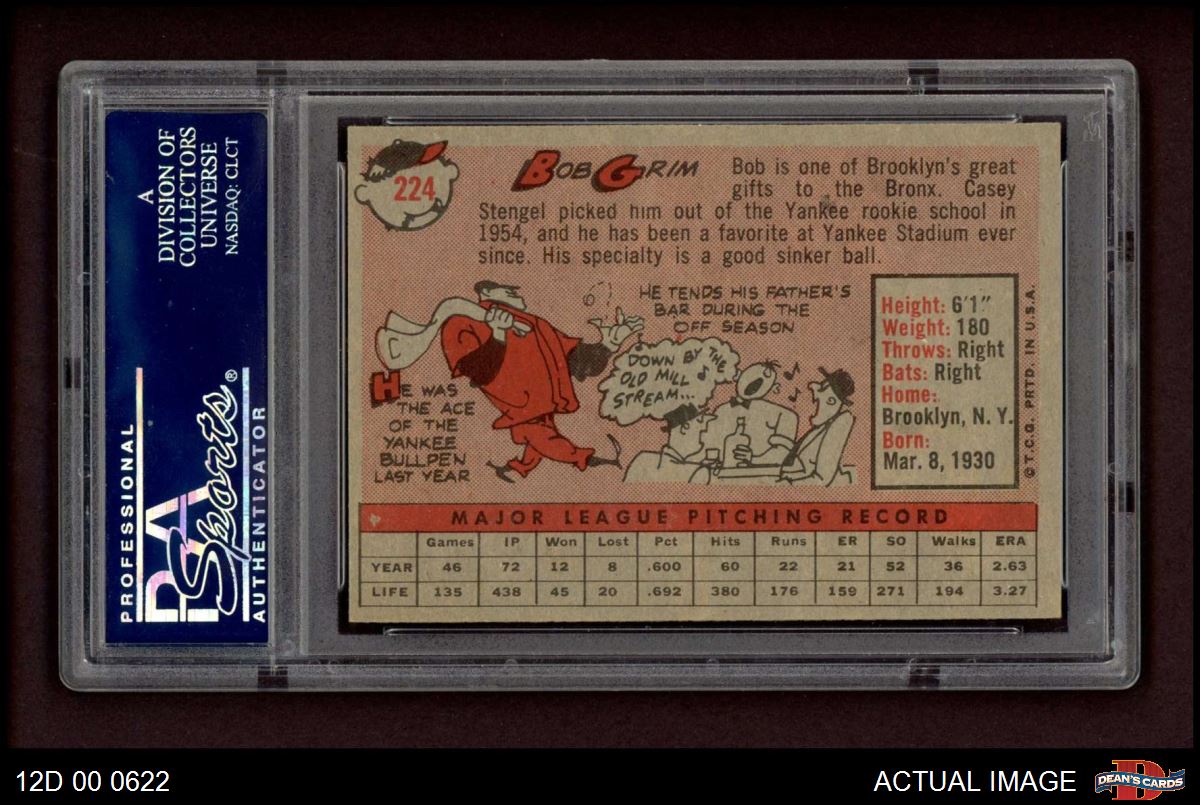 A
DIVISION OF
COLLECTORS
UNIVERSE
NASDAQ: CLCT
PROFESSIONAL
PSA
Sports®
AUTHENTICATOR
224
BOB GRIM
Bob is one of Brooklyn's great
gifts to the Bronx. Casey
Stengel picked him out of the Yankee rookie school in
1954, and he has been a favorite at Yankee Stadium ever
since. His specialty is a good sinker ball.
HE WAS
THE ACE
OF THE
YANKEE
BULLPEN
LAST YEAR
HE TENDS HIS FATHER'S
BAR DURING THE
OFF SEASON
DOWN BY THE
OLD MILL
STREAM...
Height: 6'1"
Weight: 180
Throws: Right
Bats: Right
Home:
Brooklyn, N. Y.
Born:
Mar. 8, 1930
© T.C.G. PRTD. IN U.S.A.
MAJOR LEAGUE PITCHING RECORD
Games IP Won Lost Pct Hits Runs ER SO Walks ERA
YEAR 46 72 12 8 .600 60 22 21 52 36 2.63
LIFE 135 438 45 20 .692 380 176 159 271 194 3.27
12D 00 0622
ACTUAL IMAGE
DEAN'S CARDS